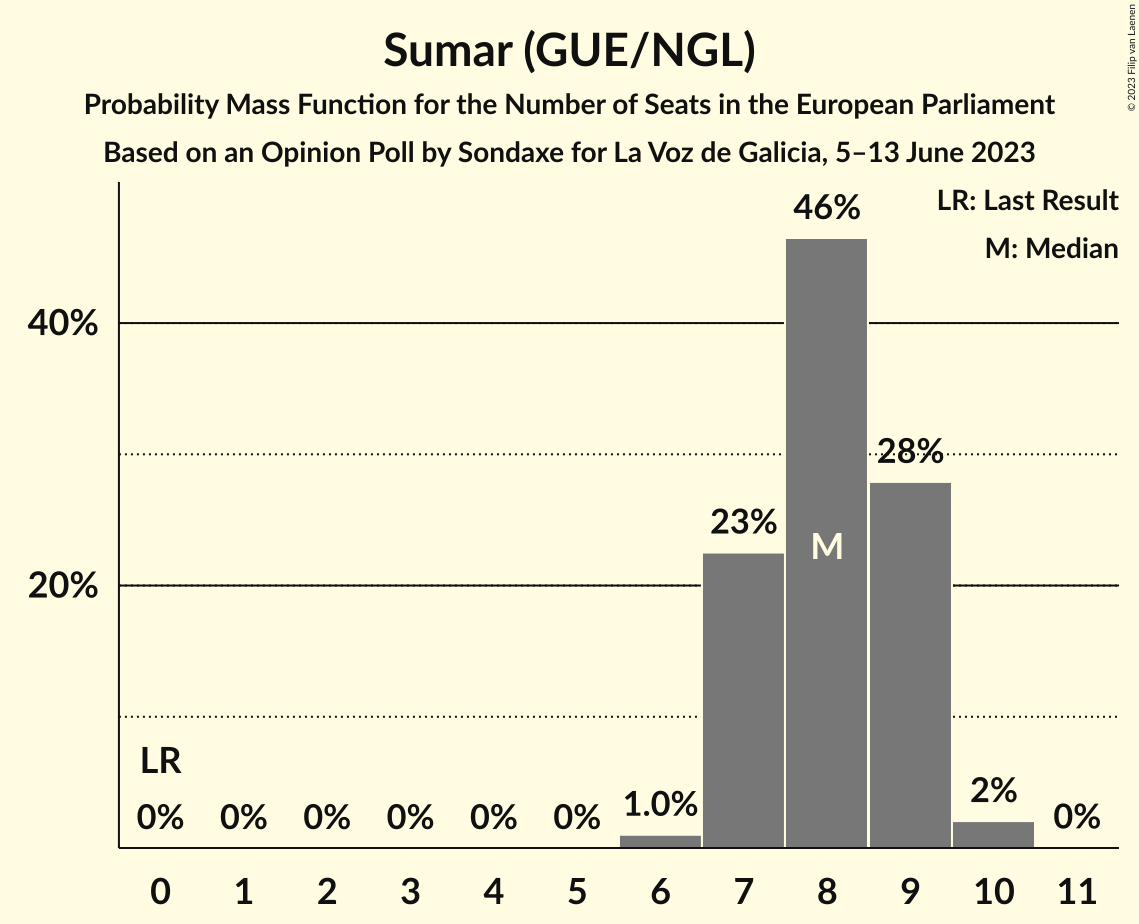 Sumar (GUE/NGL)
Probability Mass Function for the Number of Seats in the European Parliament
Based on an Opinion Poll by Sondaxe for La Voz de Galicia, 5–13 June 2023
© 2023 Filip van Laenen
LR: Last Result
M: Median
46%
40%
28%
23%
M
20%
LR
0% 0% 0% 0% 0% 0% 1.0% 2% 0%
0 1 2 3 4 5 6 7 8 9 10 11